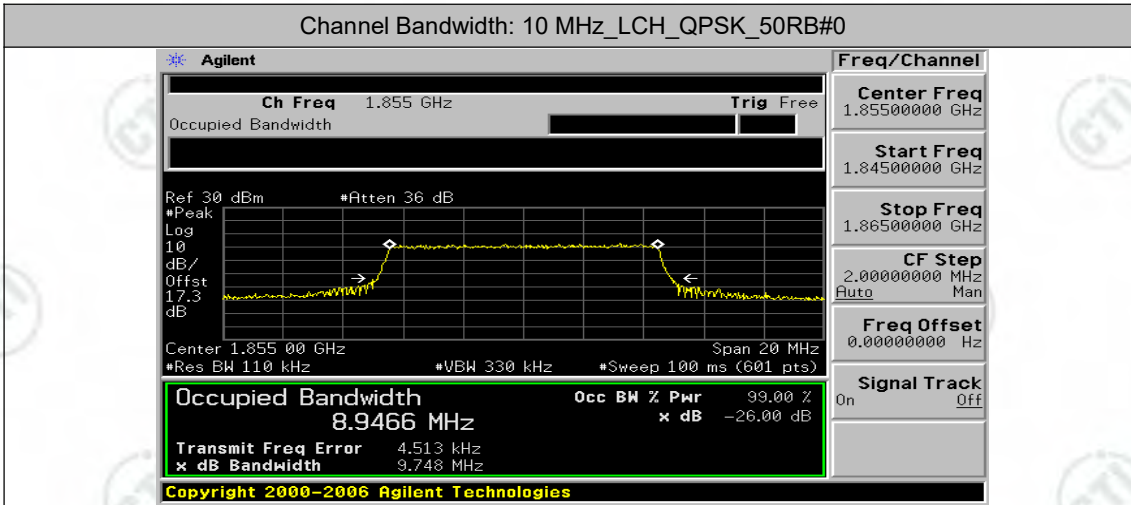 Channel Bandwidth: 10 MHz_LCH_QPSK_50RB#0
Agilent
Freq/Channel
Ch Freq 1.855 GHz Trig Free
Occupied Bandwidth
Center Freq
1.85500000 GHz
Start Freq
1.84500000 GHz
Stop Freq
1.86500000 GHz
CF Step
2.00000000 MHz
Auto Man
Freq Offset
0.00000000 Hz
Signal Track
On Off
Ref 30 dBm #Atten 36 dB
#Peak
Log
10
dB/
Offst
17.3
dB
Center 1.855 00 GHz Span 20 MHz
#Res BW 110 kHz #VBW 330 kHz #Sweep 100 ms (601 pts)
Occupied Bandwidth Occ BW % Pwr 99.00 %
8.9466 MHz x dB -26.00 dB
Transmit Freq Error 4.513 kHz
x dB Bandwidth 9.748 MHz
Copyright 2000-2006 Agilent Technologies
CTI
CTI